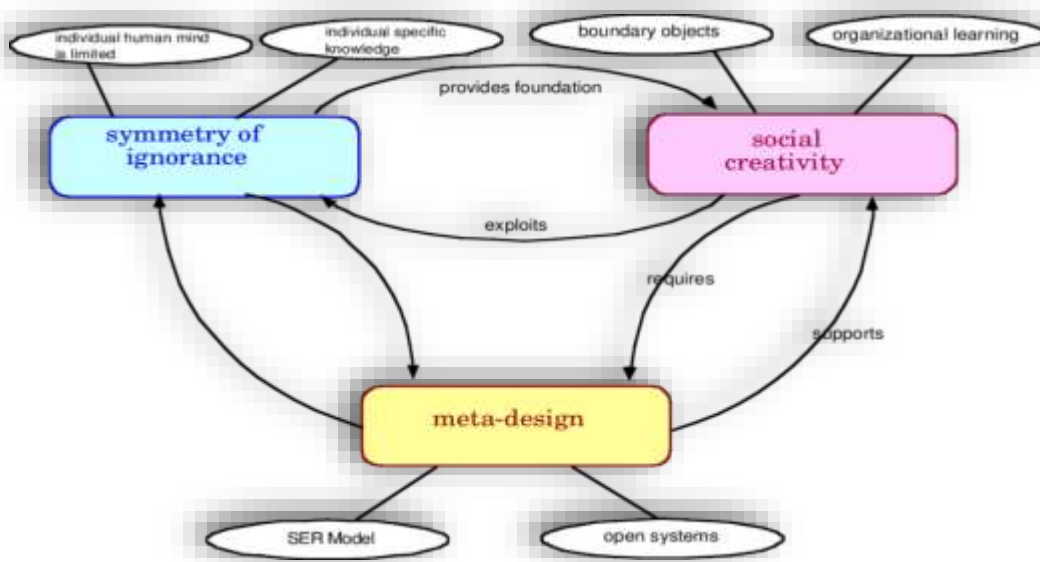 individual human mind
is limited
individual specific
knowledge
boundary objects
organizational learning
provides foundation
symmetry of
ignorance
social
creativity
exploits
requires
supports
meta-design
SER Model
open systems